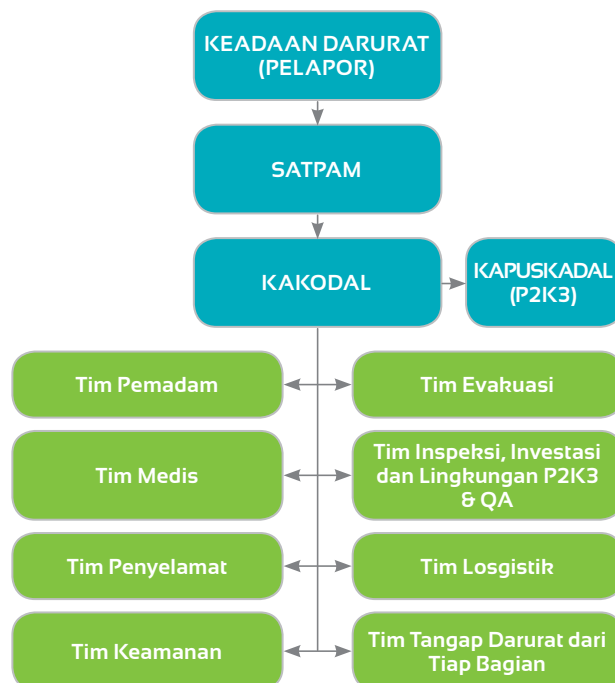 KEADAAN DARURAT
(PELAPOR)
SATPAM
KAKODAL
KAPUSKADAL
(P2K3)
Tim Pemadam
Tim Evakuasi
Tim Medis
Tim Inspeksi, Investasi
dan Lingkungan P2K3
& QA
Tim Penyelamat
Tim Losgistik
Tim Keamanan
Tim Tangap Darurat dari
Tiap Bagian